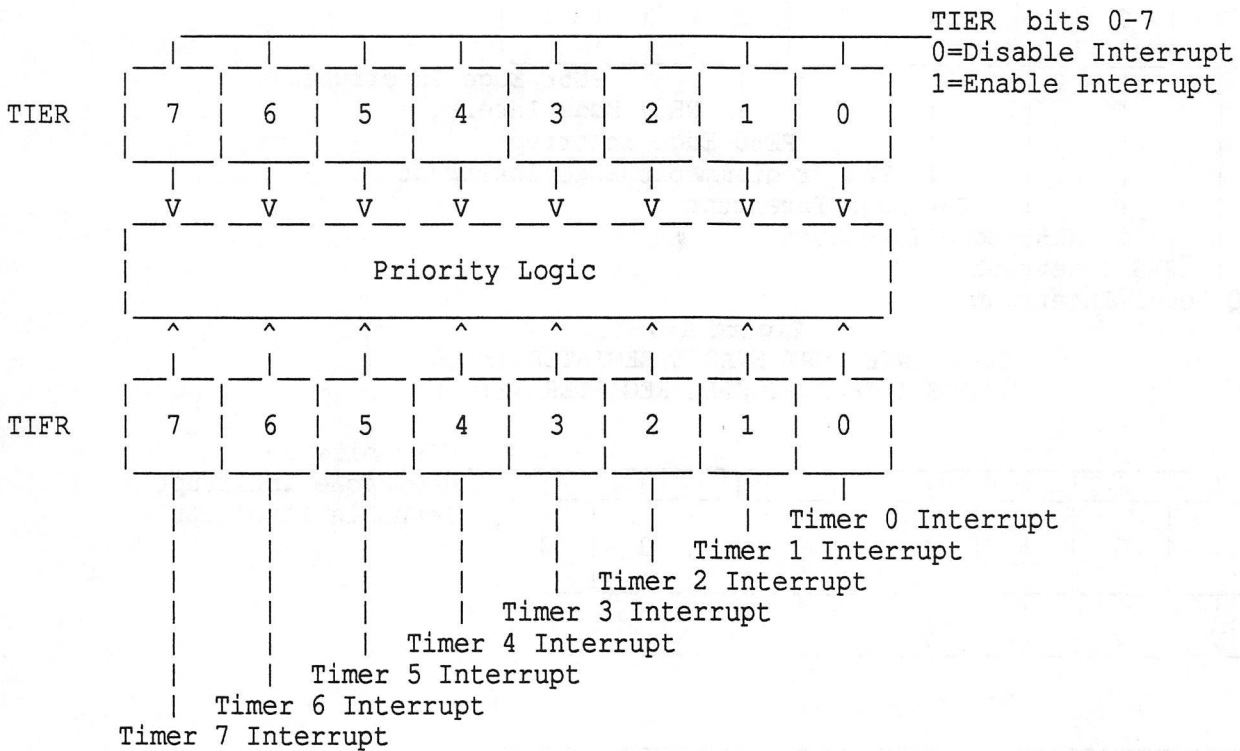 TIER bits 0-7
0=Disable Interrupt
1=Enable Interrupt
TIER 7 6 5 4 3 2 1 0
V V V V V V V V
Priority Logic
^ ^ ^ ^ ^ ^ ^ ^
TIFR 7 6 5 4 3 2 1 0
Timer 0 Interrupt
Timer 1 Interrupt
Timer 2 Interrupt
Timer 3 Interrupt
Timer 4 Interrupt
Timer 5 Interrupt
Timer 6 Interrupt
Timer 7 Interrupt